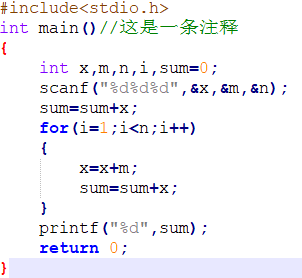 #include<stdio.h>
int main()//这是一条注释
{
    int x,m,n,i,sum=0;
    scanf("%d%d%d",&x,&m,&n);
    sum=sum+x;
    for(i=1;i<n;i++)
    {
        x=x+m;
        sum=sum+x;
    }
    printf("%d",sum);
    return 0;
}